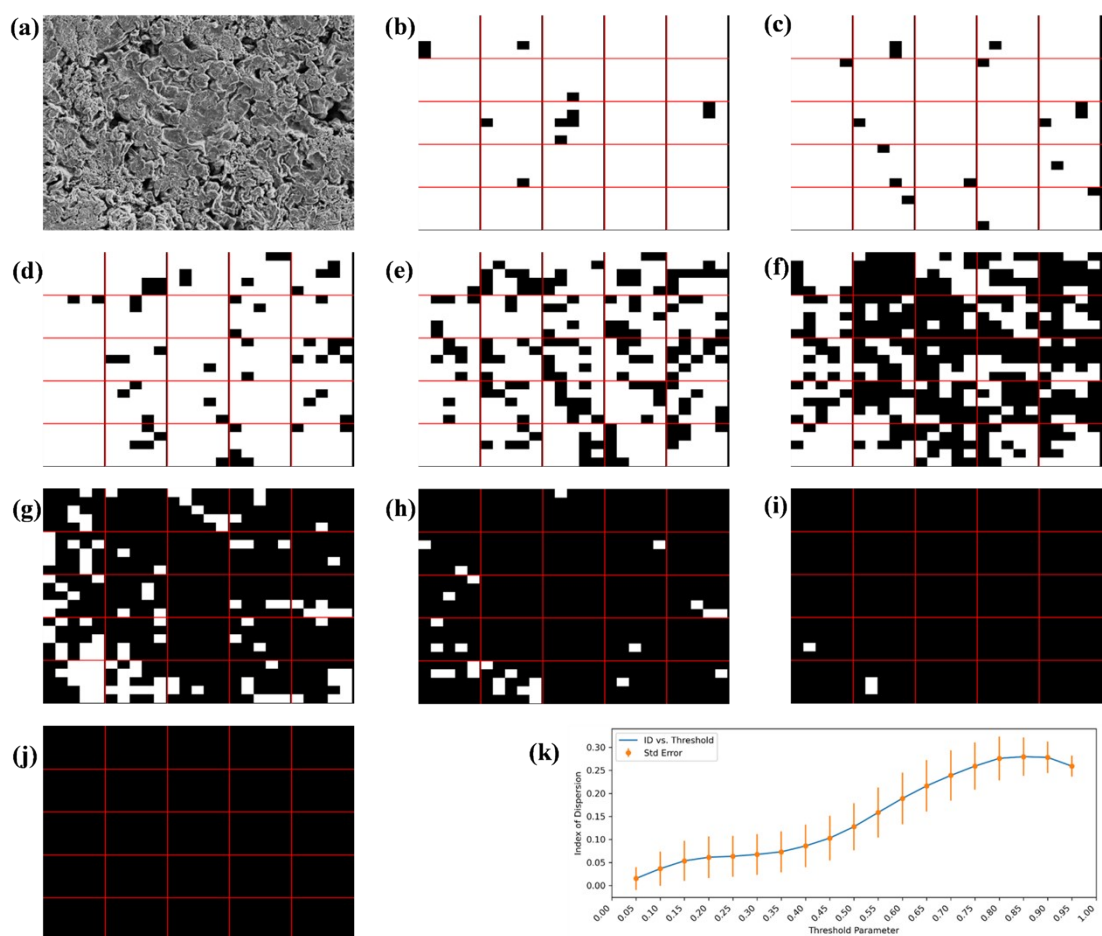 (a)
(b)
(c)
(d)
(e)
(f)
(g)
(h)
(i)
(j)
(k)
ID vs. Threshold
Std Error
Index of Dispersion
0.30
0.25
0.20
0.15
0.10
0.05
0.00
0.00 0.05 0.10 0.15 0.20 0.25 0.30 0.35 0.40 0.45 0.50 0.55 0.60 0.65 0.70 0.75 0.80 0.85 0.90 0.95 1.00
Threshold Parameter